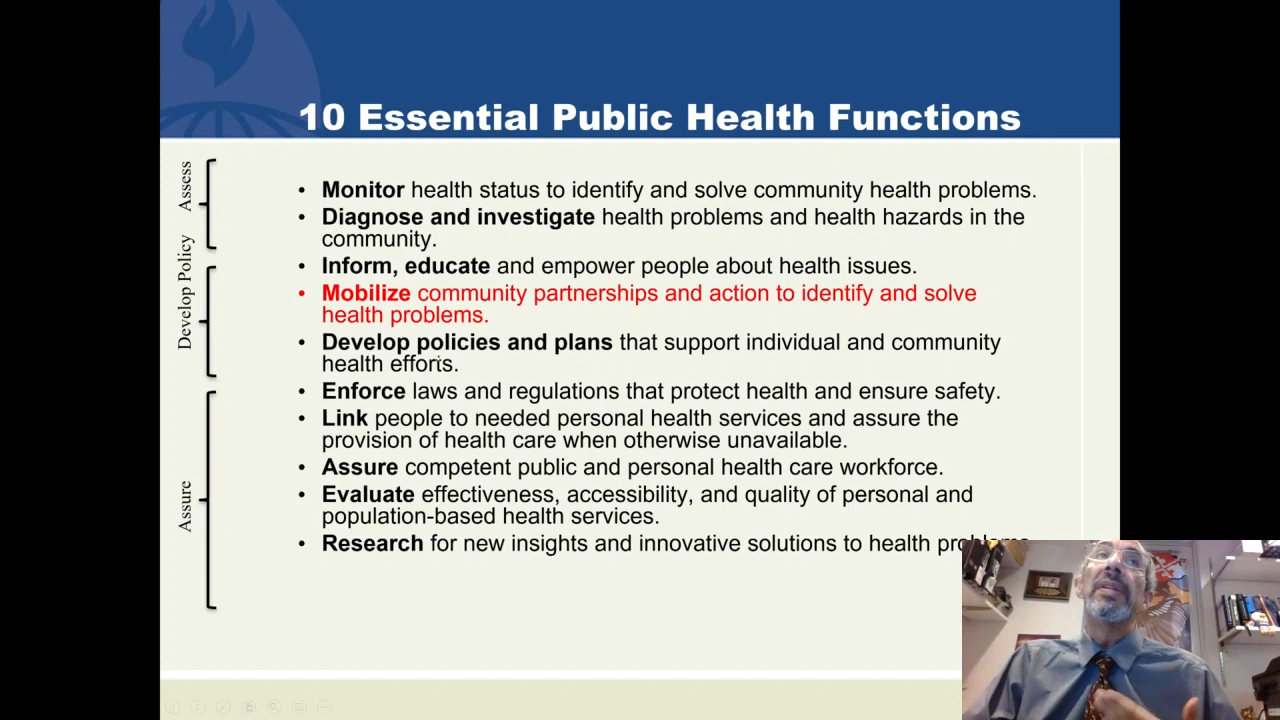 10 Essential Public Health Functions
Assess
• Monitor health status to identify and solve community health problems.
• Diagnose and investigate health problems and health hazards in the
community.
Develop Policy
• Inform, educate and empower people about health issues.
• Mobilize community partnerships and action to identify and solve
health problems.
• Develop policies and plans that support individual and community
health efforts.
Assure
• Enforce laws and regulations that protect health and ensure safety.
• Link people to needed personal health services and assure the
provision of health care when otherwise unavailable.
• Assure competent public and personal health care workforce.
• Evaluate effectiveness, accessibility, and quality of personal and
population-based health services.
• Research for new insights and innovative solutions to health problems.